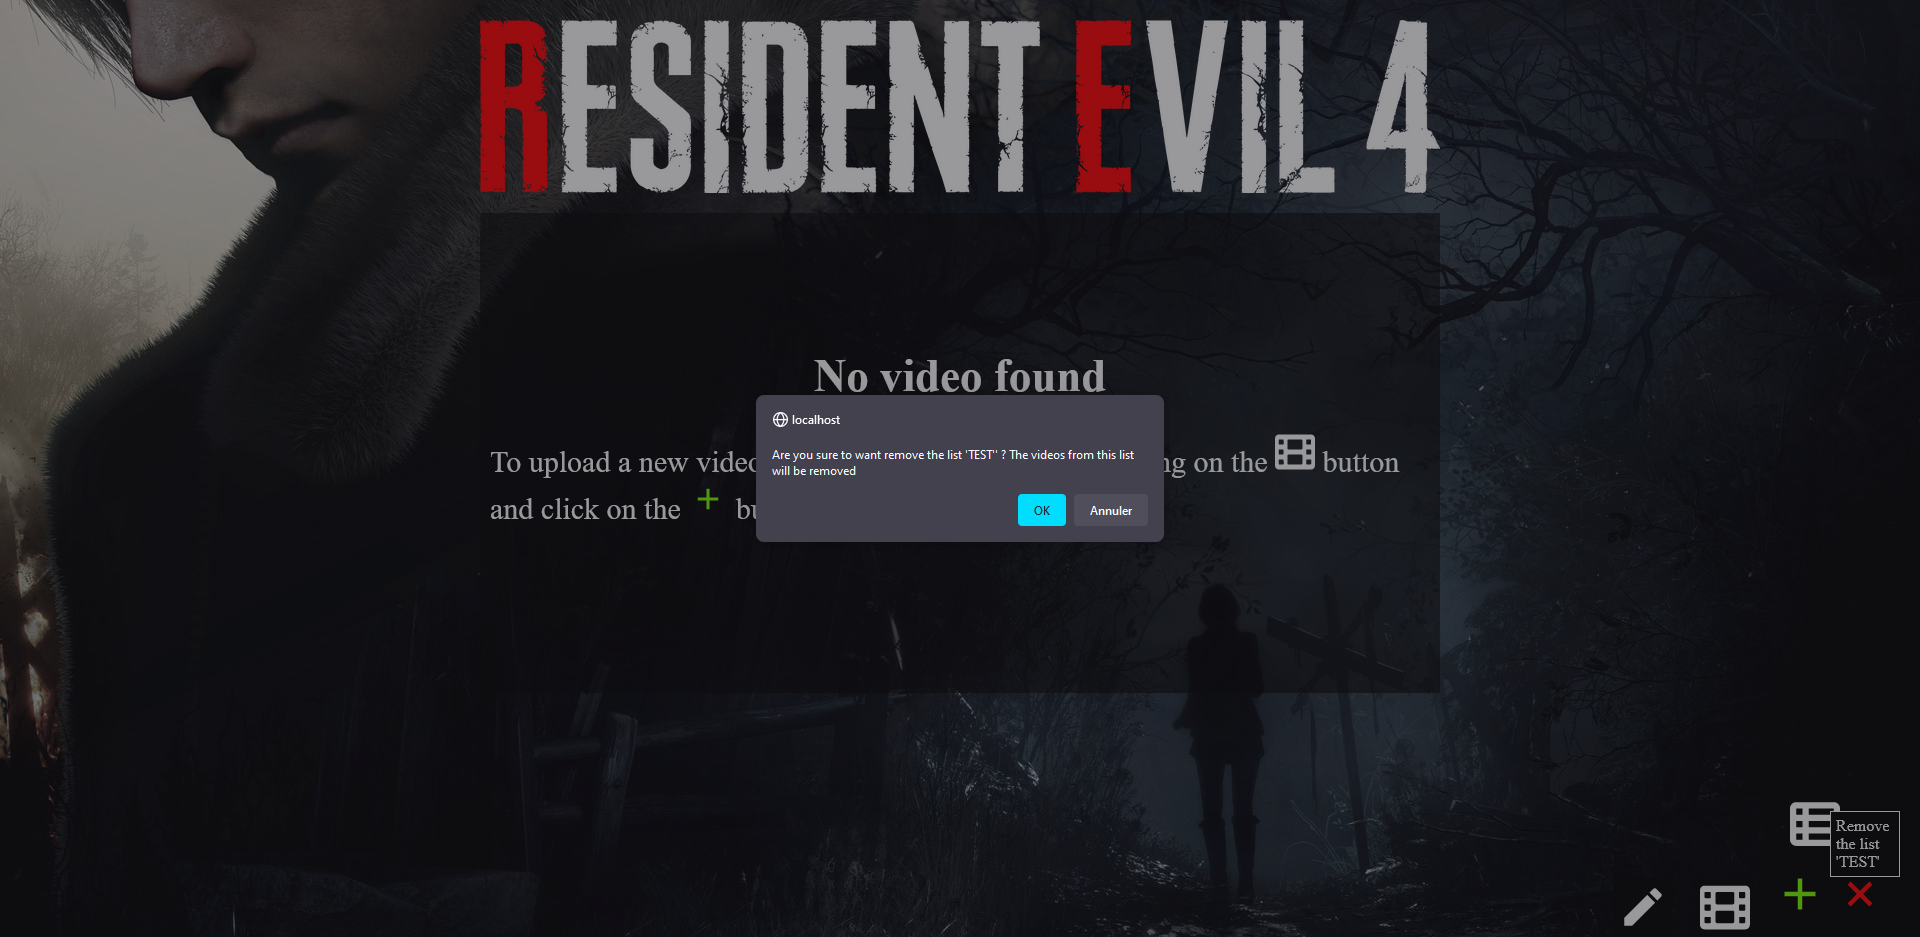 RESIDENT EVIL 4
No video found
localhost
Are you sure to want remove the list 'TEST'' ? The videos from this list
will be removed
To upload a new video
ng on the button
and click on the
OK
Annuler
Remove
the list
'TEST'